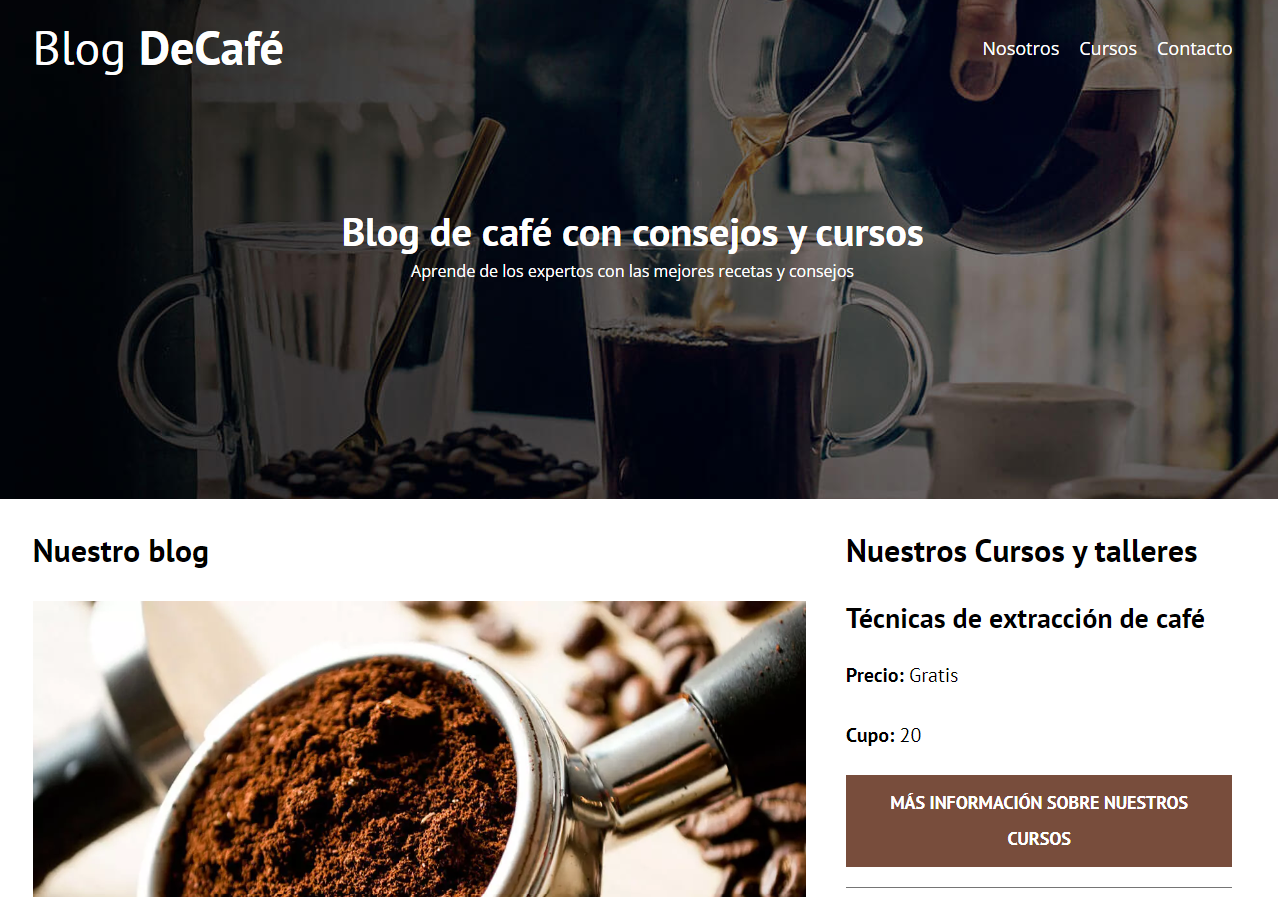 Blog DeCafé
Nosotros Cursos Contacto
Blog de café con consejos y cursos
Aprende de los expertos con las mejores recetas y consejos
Nuestro blog
Nuestros Cursos y talleres
Técnicas de extracción de café
Precio: Gratis
Cupo: 20
MÁS INFORMACIÓN SOBRE NUESTROS
CURSOS